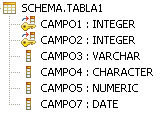 SCHEMA.TABLA1
CAMPO1 : INTEGER
CAMPO2 : INTEGER
CAMPO3 : VARCHAR
CAMPO4 : CHARACTER
CAMPO5 : NUMERIC
CAMPO7 : DATE